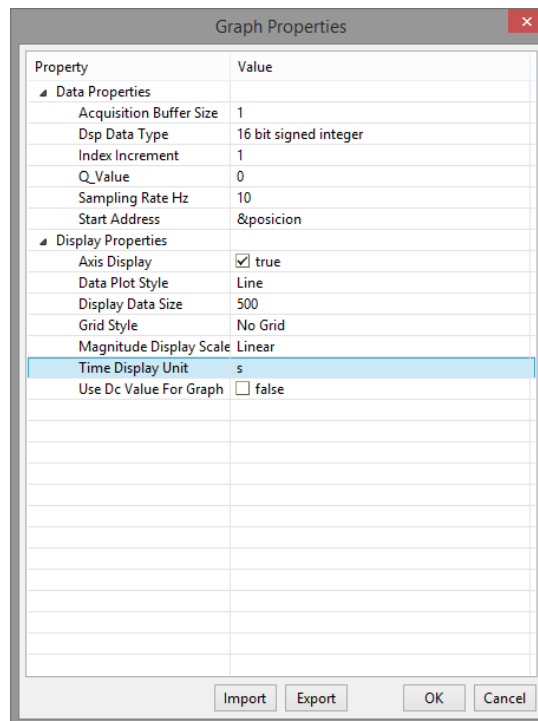 Graph Properties
Property Value
Data Properties
Acquisition Buffer Size 1
Dsp Data Type 16 bit signed integer
Index Increment 1
Q_Value 0
Sampling Rate Hz 10
Start Address &posicion
Display Properties
Axis Display true
Data Plot Style Line
Display Data Size 500
Grid Style No Grid
Magnitude Display Scale Linear
Time Display Unit s
Use Dc Value For Graph false
Import Export OK Cancel